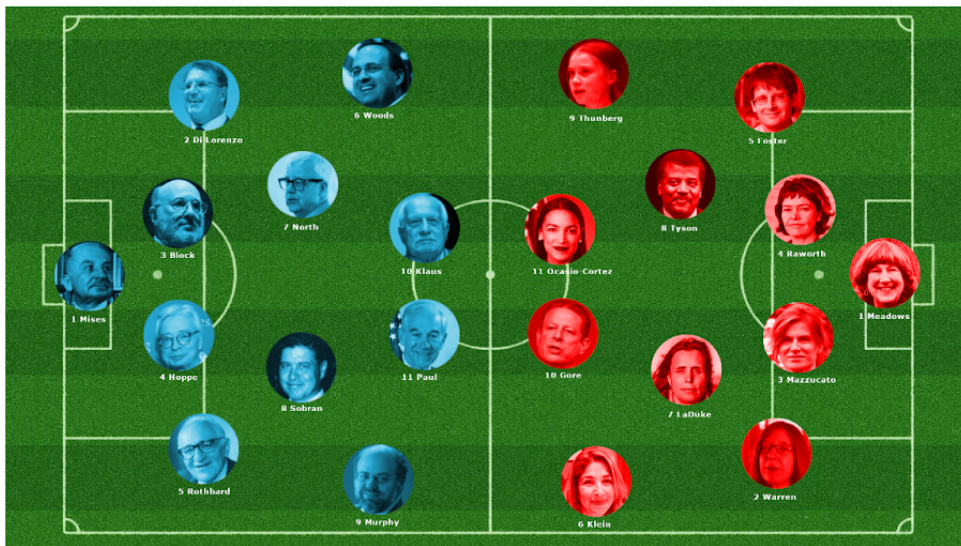 6 Woods
9 Thunberg
2 Di Lorenzo
5 Foster
7 North
8 Tyson
3 Block
4 Raworth
10 Klaus
11 Ocasio-Cortez
1 Mises
1 Meadows
4 Hoppe
11 Paul
10 Gore
3 Mazzucato
8 Sobran
7 LaDuke
5 Rothbard
2 Warren
9 Murphy
6 Klein